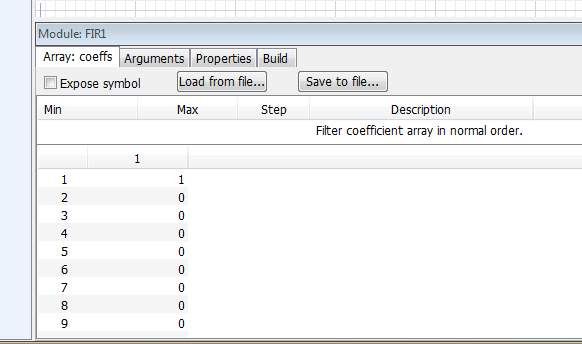 Module: FIR1
Array: coeffs Arguments Properties Build
Expose symbol Load from file... Save to file...
Min Max Step Description
Filter coefficient array in normal order.
1
1 1
2 0
3 0
4 0
5 0
6 0
7 0
8 0
9 0